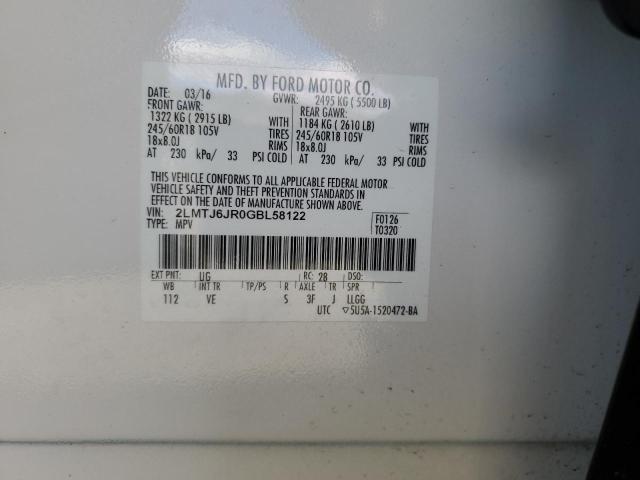 MFD. BY FORD MOTOR CO.
DATE: 03/16 GVWR: 2495 KG ( 5500 LB)
FRONT GAWR: REAR GAWR:
1322 KG ( 2915 LB) WITH 1184 KG ( 2610 LB) WITH
245/60R18 105V TIRES 245/60R18 105V TIRES
18x8.0J RIMS 18x8.0J RIMS
AT 230 kPa/ 33 PSI COLD AT 230 kPa/ 33 PSI COLD
THIS VEHICLE CONFORMS TO ALL APPLICABLE FEDERAL MOTOR
VEHICLE SAFETY AND THEFT PREVENTION STANDARDS IN
EFFECT ON THE DATE OF MANUFACTURE SHOWN ABOVE.
VIN: 2LMTJ6JR0GBL58122 F0126
TYPE: MPV T0320
EXT PNT: UG RC: 28 DSO:
WB INT TR TP/PS R AXLE TR SPR
112 VE S 3F J LLGG
UTC ▽5U5A-1520472-BA